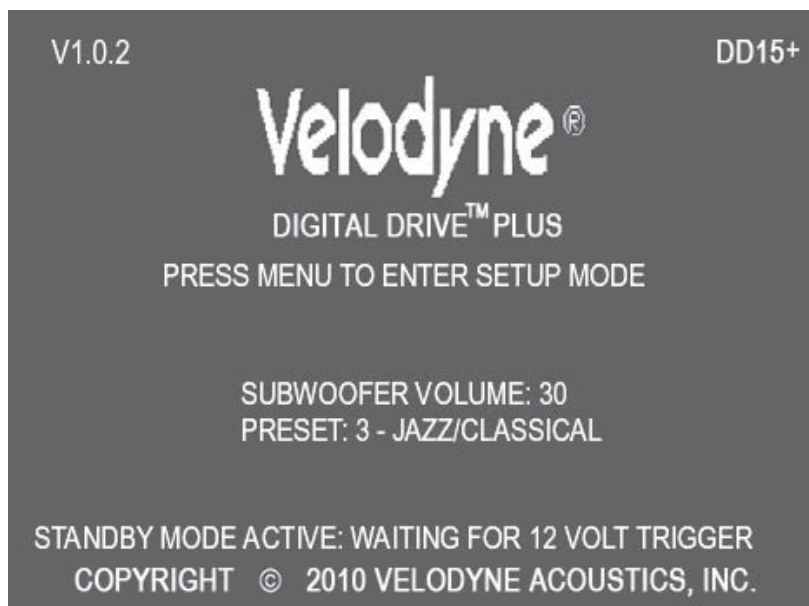 V1.0.2 DD15+
Velodyne®
DIGITAL DRIVE™ PLUS
PRESS MENU TO ENTER SETUP MODE
SUBWOOFER VOLUME: 30
PRESET: 3 - JAZZ/CLASSICAL
STANDBY MODE ACTIVE: WAITING FOR 12 VOLT TRIGGER
COPYRIGHT © 2010 VELODYNE ACOUSTICS, INC.